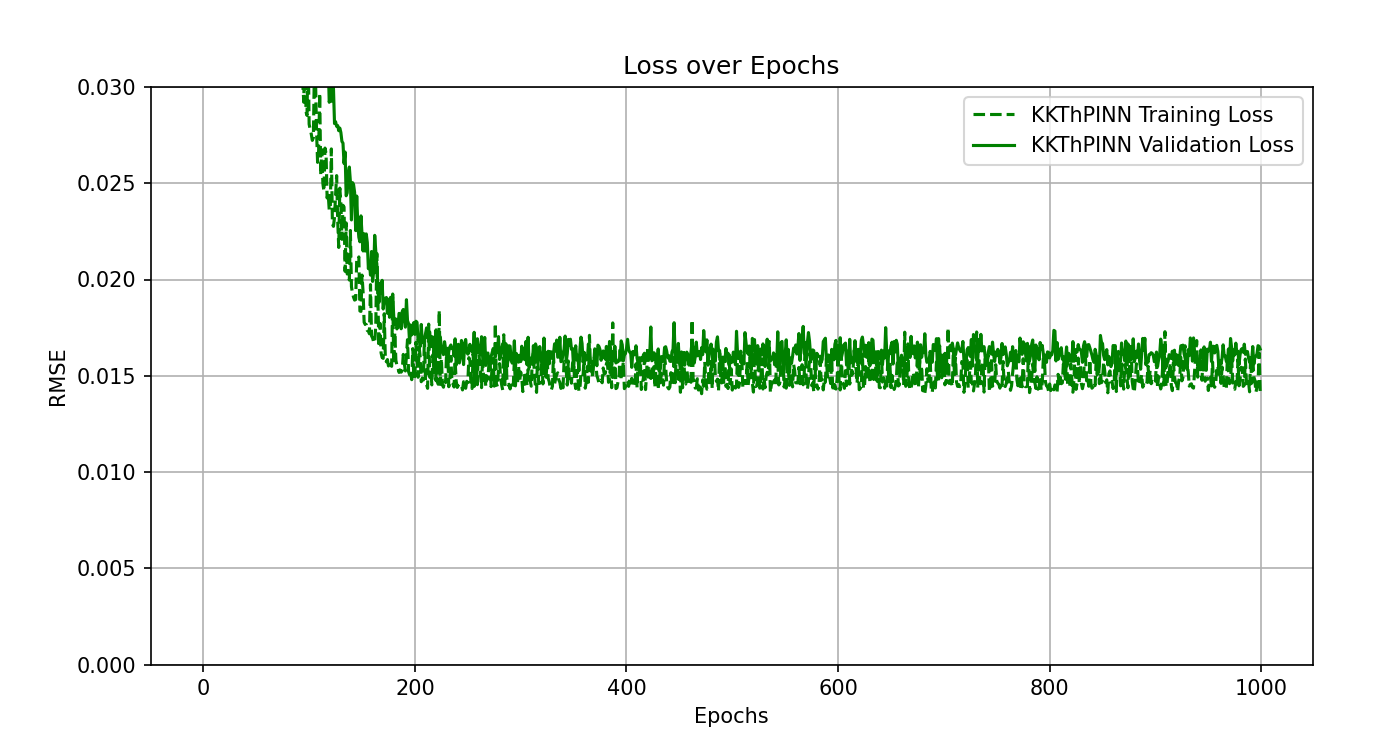 Loss over Epochs
KKThPINN Training Loss
KKThPINN Validation Loss
RMSE
0.030
0.025
0.020
0.015
0.010
0.005
0.000
0 200 400 600 800 1000
Epochs